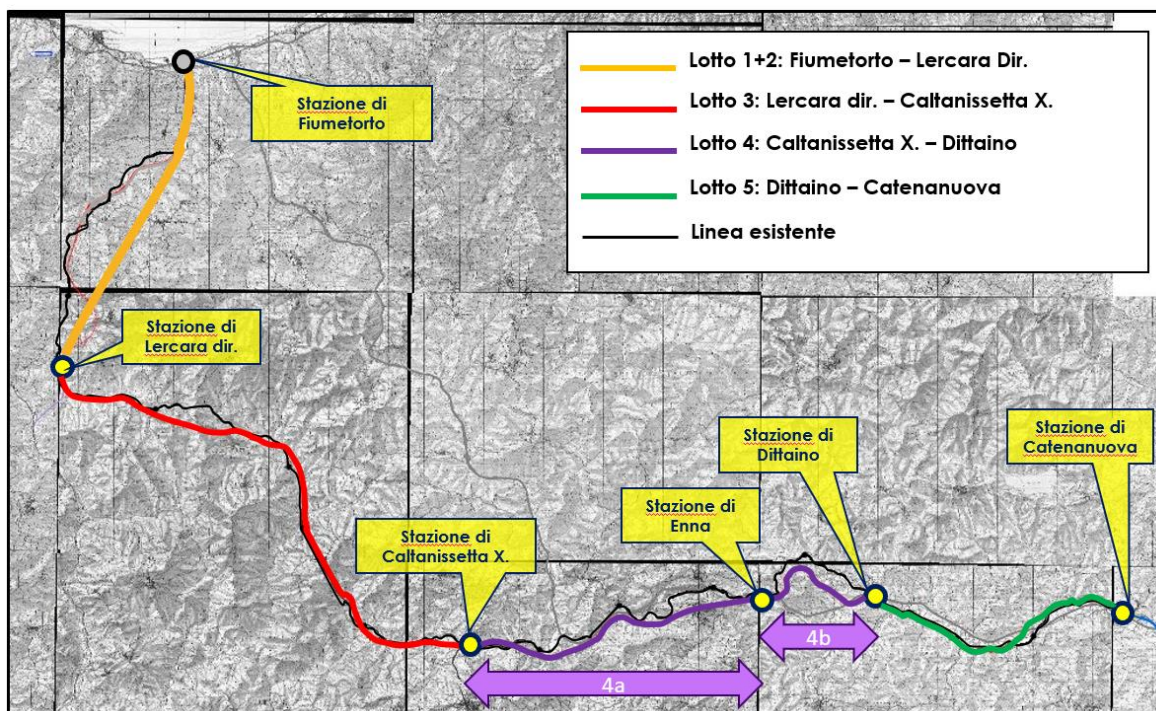 Lotto 1+2: Fiumetorto – Lercara Dir.
Lotto 3: Lercara dir. – Caltanissetta X.
Lotto 4: Caltanissetta X. – Dittaino
Lotto 5: Dittaino – Catenanuova
Linea esistente
Stazione di
Fiumetorto
Stazione di
Lercara dir.
Stazione di
Caltanissetta X.
Stazione di
Enna
Stazione di
Dittaino
Stazione di
Catenanuova
4a
4b